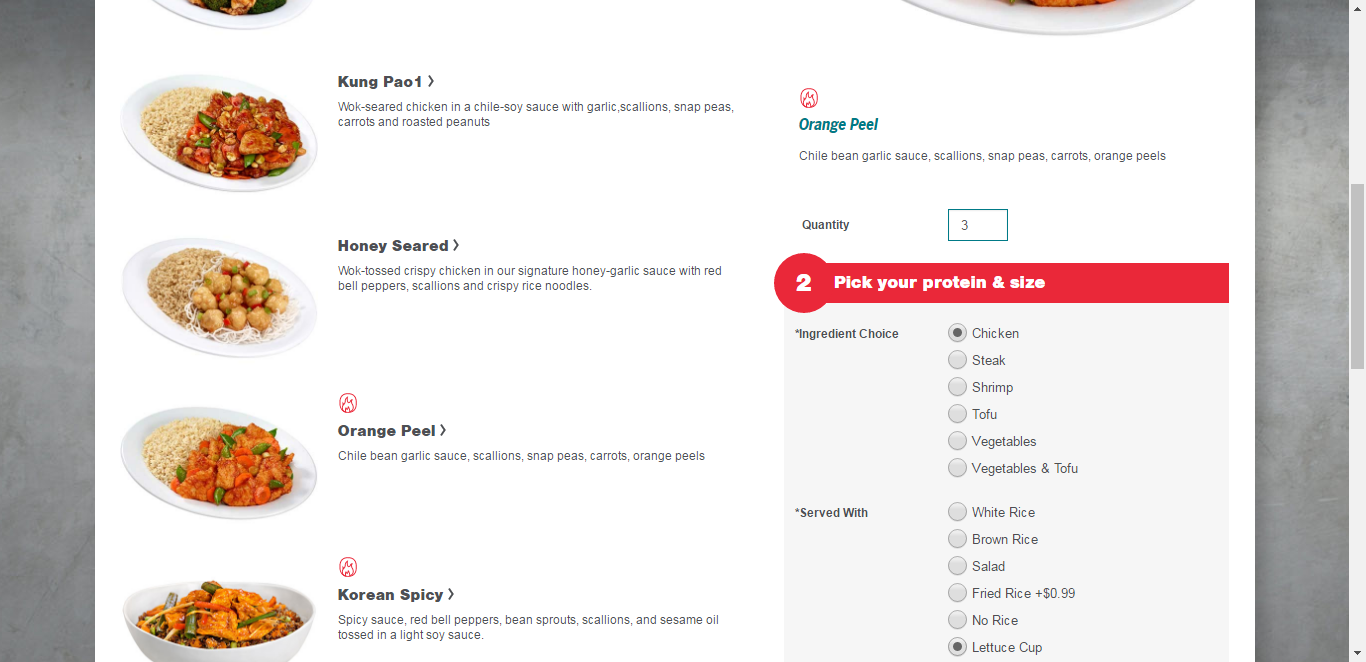 Kung Pao1 >
Wok-seared chicken in a chile-soy sauce with garlic,scallions, snap peas,
carrots and roasted peanuts
Honey Seared >
Wok-tossed crispy chicken in our signature honey-garlic sauce with red
bell peppers, scallions and crispy rice noodles.
Orange Peel >
Chile bean garlic sauce, scallions, snap peas, carrots, orange peels
Korean Spicy >
Spicy sauce, red bell peppers, bean sprouts, scallions, and sesame oil
tossed in a light soy sauce.
Orange Peel
Chile bean garlic sauce, scallions, snap peas, carrots, orange peels
Quantity 3
2 Pick your protein & size
*Ingredient Choice Chicken
Steak
Shrimp
Tofu
Vegetables
Vegetables & Tofu
*Served With White Rice
Brown Rice
Salad
Fried Rice +$0.99
No Rice
Lettuce Cup